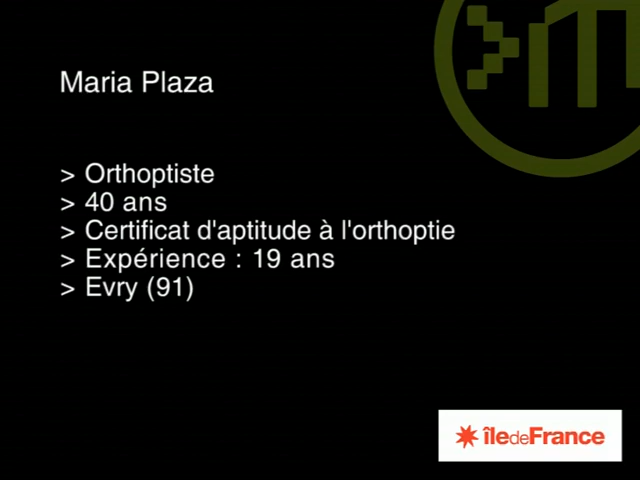 Maria Plaza
> Orthoptiste
> 40 ans
> Certificat d'aptitude à l'orthoptie
> Expérience : 19 ans
> Evry (91)
îledeFrance